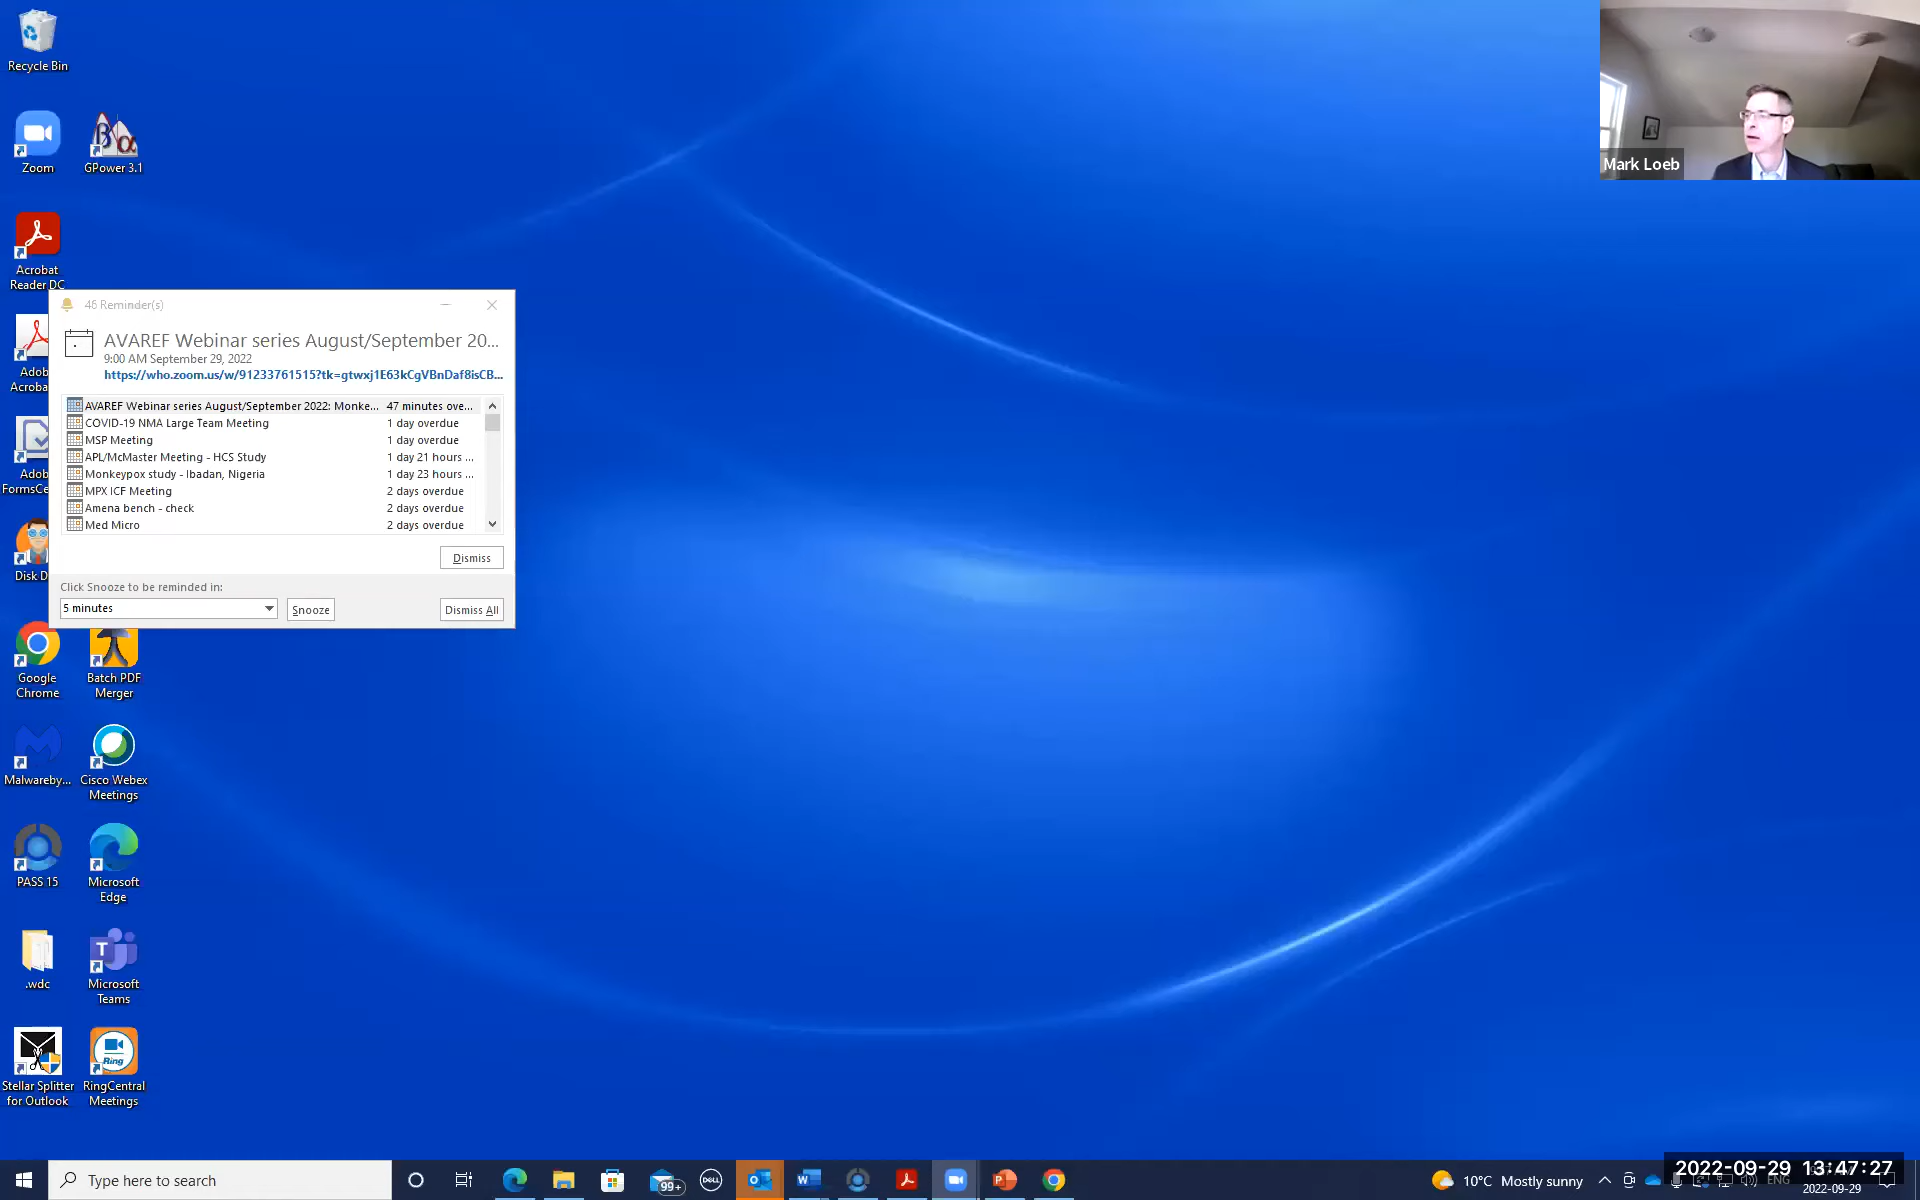 Recycle Bin
Zoom
GPower 3.1
Acrobat
Reader DC
Adob
Acroba
Adob
FormsCe
Disk D
46 Reminder(s)
AVAREF Webinar series August/September 20...
9:00 AM September 29, 2022
https://who.zoom.us/w/91233761515?tk=gtwxj1E63kCgVBnDaf8isCB...
AVAREF Webinar series August/September 2022: Monke... 47 minutes ove...
COVID-19 NMA Large Team Meeting 1 day overdue
MSP Meeting 1 day overdue
APL/McMaster Meeting - HCS Study 1 day 21 hours ...
Monkeypox study - Ibadan, Nigeria 1 day 23 hours ...
MPX ICF Meeting 2 days overdue
Amena bench - check 2 days overdue
Med Micro 2 days overdue
Dismiss
Click Snooze to be reminded in:
5 minutes
Snooze
Dismiss All
Google
Chrome
Batch PDF
Merger
Malwareby...
Cisco Webex
Meetings
PASS 15
Microsoft
Edge
.wdc
Microsoft
Teams
Ring
Stellar Splitter
for Outlook
RingCentral
Meetings
Mark Loeb
Type here to search
99+
DELL
10°C Mostly sunny
ENG
2022-09-29 13:47:27
2022-09-29